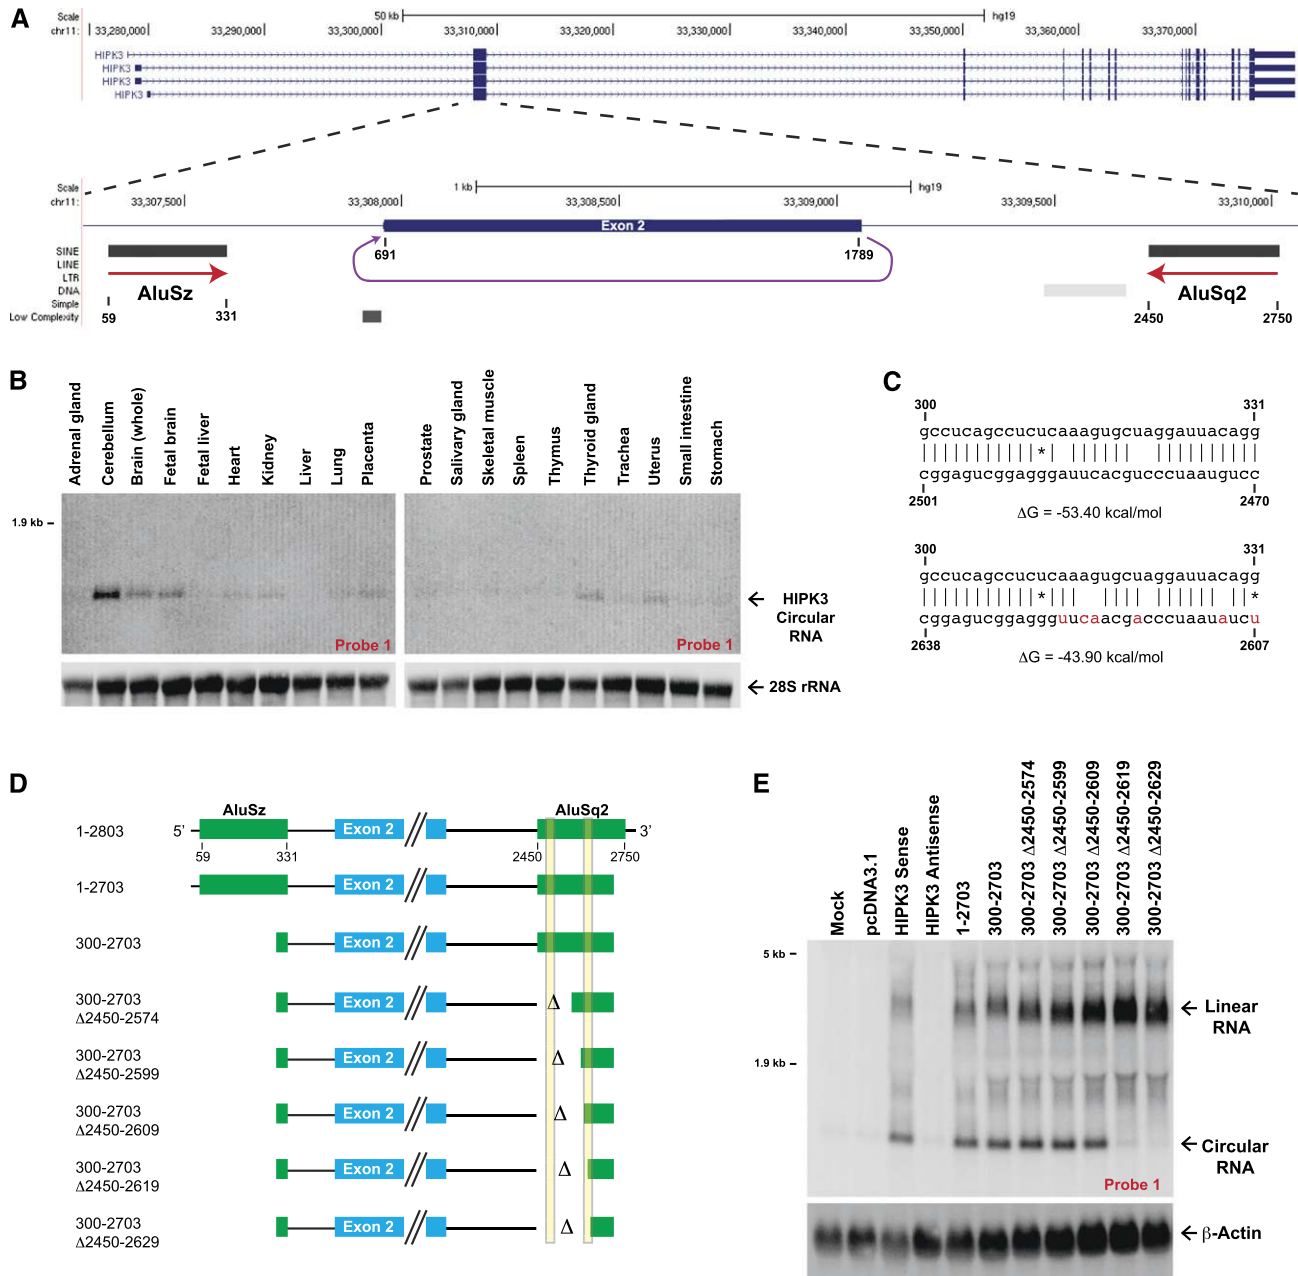 A
Scale
50 kb
hg19
chr11:
33,280,000
33,290,000
33,300,000
33,310,000
33,320,000
33,330,000
33,340,000
33,350,000
33,360,000
33,370,000
HIPK3
HIPK3
HIPK3
HIPK3
Scale
1 kb
hg19
chr11:
33,307,500
33,308,000
33,308,500
33,309,000
33,309,500
33,310,000
Exon 2
691
1789
SINE
LINE
LTR
DNA
Simple
Low Complexity
AluSz
59
331
AluSq2
2450
2750
B
Adrenal gland
Cerebellum
Brain (whole)
Fetal brain
Fetal liver
Heart
Kidney
Liver
Lung
Placenta
Prostate
Salivary gland
Skeletal muscle
Spleen
Thymus
Thyroid gland
Trachea
Uterus
Small intestine
Stomach
1.9 kb
Probe 1
Probe 1
HIPK3
Circular
RNA
28S rRNA
C
300
331
gccucagccucucaaagugcuaggauuacagg
*
cggagucggagggauucacgucccuaaugucc
2501
2470
ΔG = -53.40 kcal/mol
300
331
gccucagccucucaaagugcuaggauuacagg
* *
cggagucggaggguucaacgacccuaauaucu
2638
2607
ΔG = -43.90 kcal/mol
D
AluSz
AluSq2
1-2803
5'
Exon 2
3'
59
331
2450
2750
1-2703
Exon 2
300-2703
Exon 2
300-2703
Δ2450-2574
Exon 2
Δ
300-2703
Δ2450-2599
Exon 2
Δ
300-2703
Δ2450-2609
Exon 2
Δ
300-2703
Δ2450-2619
Exon 2
Δ
300-2703
Δ2450-2629
Exon 2
Δ
E
Mock
pcDNA3.1
HIPK3 Sense
HIPK3 Antisense
1-2703
300-2703
300-2703 Δ2450-2574
300-2703 Δ2450-2599
300-2703 Δ2450-2609
300-2703 Δ2450-2619
300-2703 Δ2450-2629
5 kb
1.9 kb
Linear
RNA
Circular
RNA
Probe 1
β-Actin